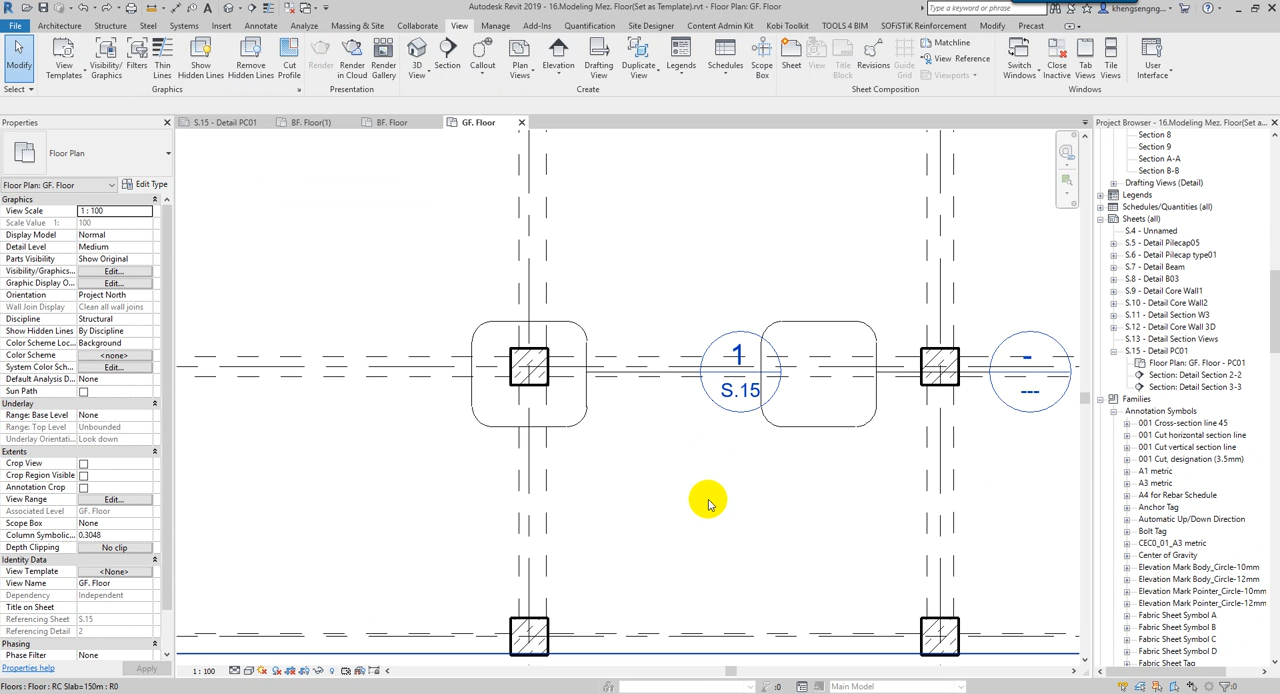 Autodesk Revit 2019 - 16.Modeling Mez. Floor(Set as Template).rvt - Floor Plan: GF. Floor
Type a keyword or phrase
khengsengng...
File Architecture Structure Steel Systems Insert Annotate Analyze Massing & Site Collaborate View Manage Add-Ins Quantification Site Designer Content Admin Kit Kobi Toolkit TOOLS 4 BIM SOFiSTiK Reinforcement Modify Precast
Modify
View Templates
Visibility/ Graphics
Filters
Thin Lines
Show Hidden Lines
Remove Hidden Lines
Cut Profile
Render
Render in Cloud
Render Gallery
3D View
Section
Callout
Plan Views
Elevation
Drafting View
Duplicate View
Legends
Schedules
Scope Box
Sheet
View
Title Block
Revisions
Guide Grid
Matchline
View Reference
Viewports
Switch Windows
Close Inactive
Tab Views
Tile Views
User Interface
Select Graphics Presentation Create Sheet Composition Windows
Properties
S.15 - Detail PC01 BF. Floor(1) BF. Floor GF. Floor
Floor Plan
Floor Plan: GF. Floor Edit Type
Graphics
View Scale 1 : 100
Scale Value 1: 100
Display Model Normal
Detail Level Medium
Parts Visibility Show Original
Visibility/Graphics... Edit...
Graphic Display O... Edit...
Orientation Project North
Wall Join Display Clean all wall joins
Discipline Structural
Show Hidden Lines By Discipline
Color Scheme Loc... Background
Color Scheme <none>
System Color Sch... Edit...
Default Analysis D... None
Sun Path
Underlay
Range: Base Level None
Range: Top Level Unbounded
Underlay Orientati... Look down
Extents
Crop View
Crop Region Visible
Annotation Crop
View Range Edit...
Associated Level GF. Floor
Scope Box None
Column Symbolic... 0.3048
Depth Clipping No clip
Identity Data
View Template <None>
View Name GF. Floor
Dependency Independent
Title on Sheet
Referencing Sheet S.15
Referencing Detail 2
Phasing
Phase Filter None
Properties help Apply
1
S.15
-
---
1 : 100
Project Browser - 16.Modeling Mez. Floor(Set a...
Section 8
Section 9
Section A-A
Section B-B
Drafting Views (Detail)
Legends
Schedules/Quantities (all)
Sheets (all)
S.4 - Unnamed
S.5 - Detail Pilecap05
S.6 - Detail Pilecap type01
S.7 - Detail Beam
S.8 - Detail B03
S.9 - Detail Core Wall1
S.10 - Detail Core Wall2
S.11 - Detail Section W3
S.12 - Detail Core Wall 3D
S.13 - Detail Section Views
S.15 - Detail PC01
Floor Plan: GF. Floor - PC01
Section: Detail Section 2-2
Section: Detail Section 3-3
Families
Annotation Symbols
001 Cross-section line 45
001 Cut horizontal section line
001 Cut vertical section line
001 Cut, designation (3.5mm)
A1 metric
A3 metric
A4 for Rebar Schedule
Anchor Tag
Automatic Up/Down Direction
Bolt Tag
CEC0_01_A3 metric
Center of Gravity
Elevation Mark Body_Circle-10mm
Elevation Mark Body_Circle-12mm
Elevation Mark Pointer_Circle-10mm
Elevation Mark Pointer_Circle-12mm
Fabric Sheet Symbol A
Fabric Sheet Symbol B
Fabric Sheet Symbol C
Fabric Sheet Symbol D
Fabric Sheet Tag
Floors : Floor : RC Slab=150m : R0
:0 Main Model :0